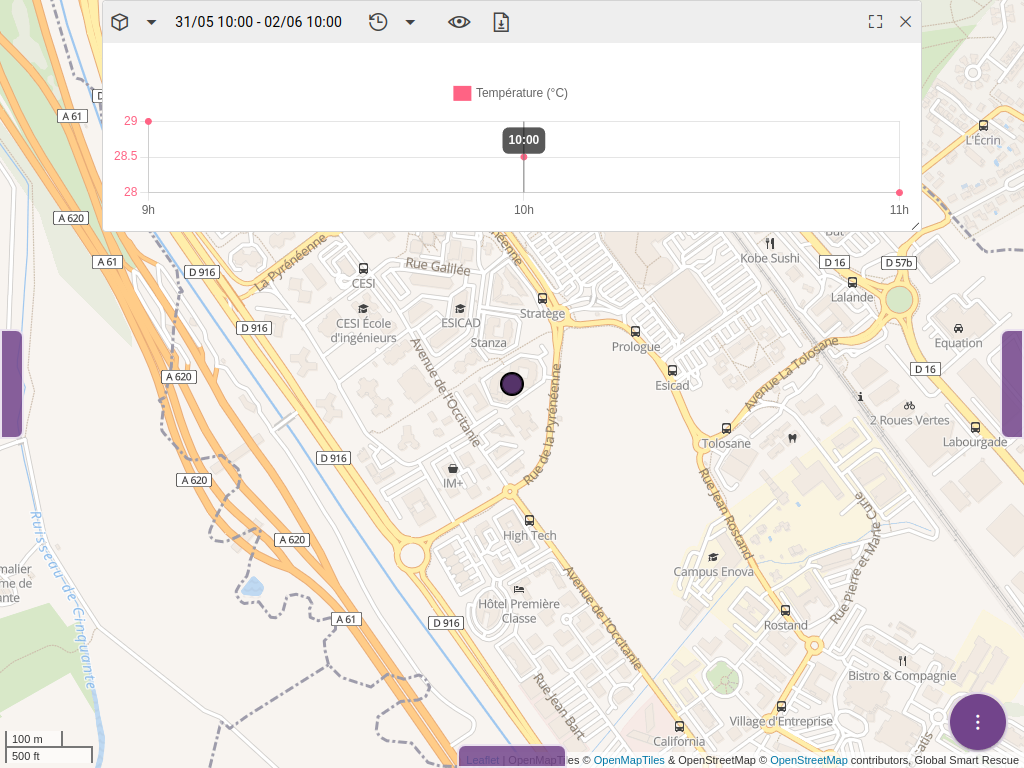 31/05 10:00 - 02/06 10:00
Température (°C)
29
28.5
28
10:00
9h
10h
11h
A 61
A 620
A 61
L'Écrin
Kobe Sushi
D 16
D 57b
D 916
La Pyrénéenne
Rue Galilée
CESI
Lalande
ESICAD
Stratège
CESI École
d'ingénieurs
D 916
Stanza
Prologue
Equation
Avenue de l'Occitanie
Avenue La Tolosane
D 16
A 620
Esicad
Rue de la Pyrénéenne
2 Roues Vertes
Tolosane
Labourgade
D 916
IM+
A 620
Rue Jean Rostand
Rue Pierre et Marie Curie
Ruisseau de Cinquante
High Tech
A 620
Campus Enova
Avenue de l'Occitanie
Hôtel Première
Classe
A 61
D 916
Rostand
Bistro & Compagnie
Rue Jean Bart
Village d'Entreprise
California
100 m
500 ft
Leaflet | OpenMapTiles © OpenMapTiles & OpenStreetMap © OpenStreetMap contributors, Global Smart Rescue